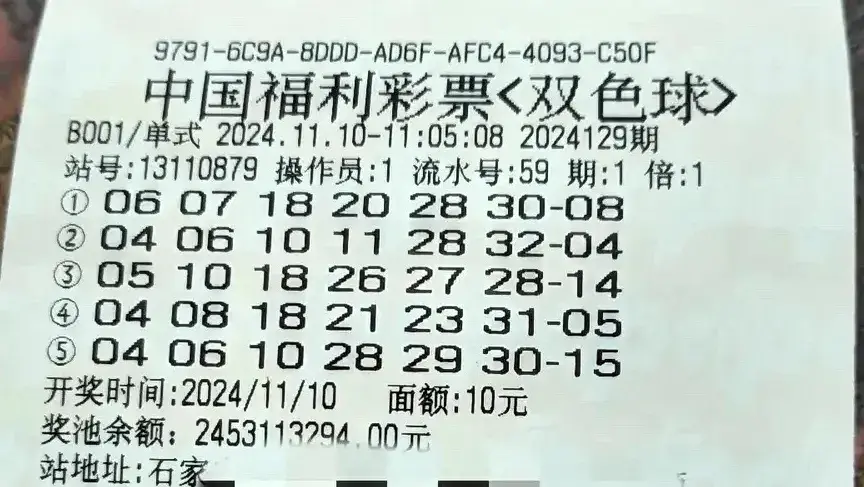 9791-6C9A-8DDD-AD6F-AFC4-4093-C50F
中国福利彩票<双色球>
B001/单式 2024.11.10-11:05:08 2024129期
站号:13110879 操作员:1 流水号:59 期:1 倍:1
① 06 07 18 20 28 30-08
② 04 06 10 11 28 32-04
③ 05 10 18 26 27 28-14
④ 04 08 18 21 23 31-05
⑤ 04 06 10 28 29 30-15
开奖时间:2024/11/10 面额:10元
奖池余额：2453113294.00元
站地址:石家